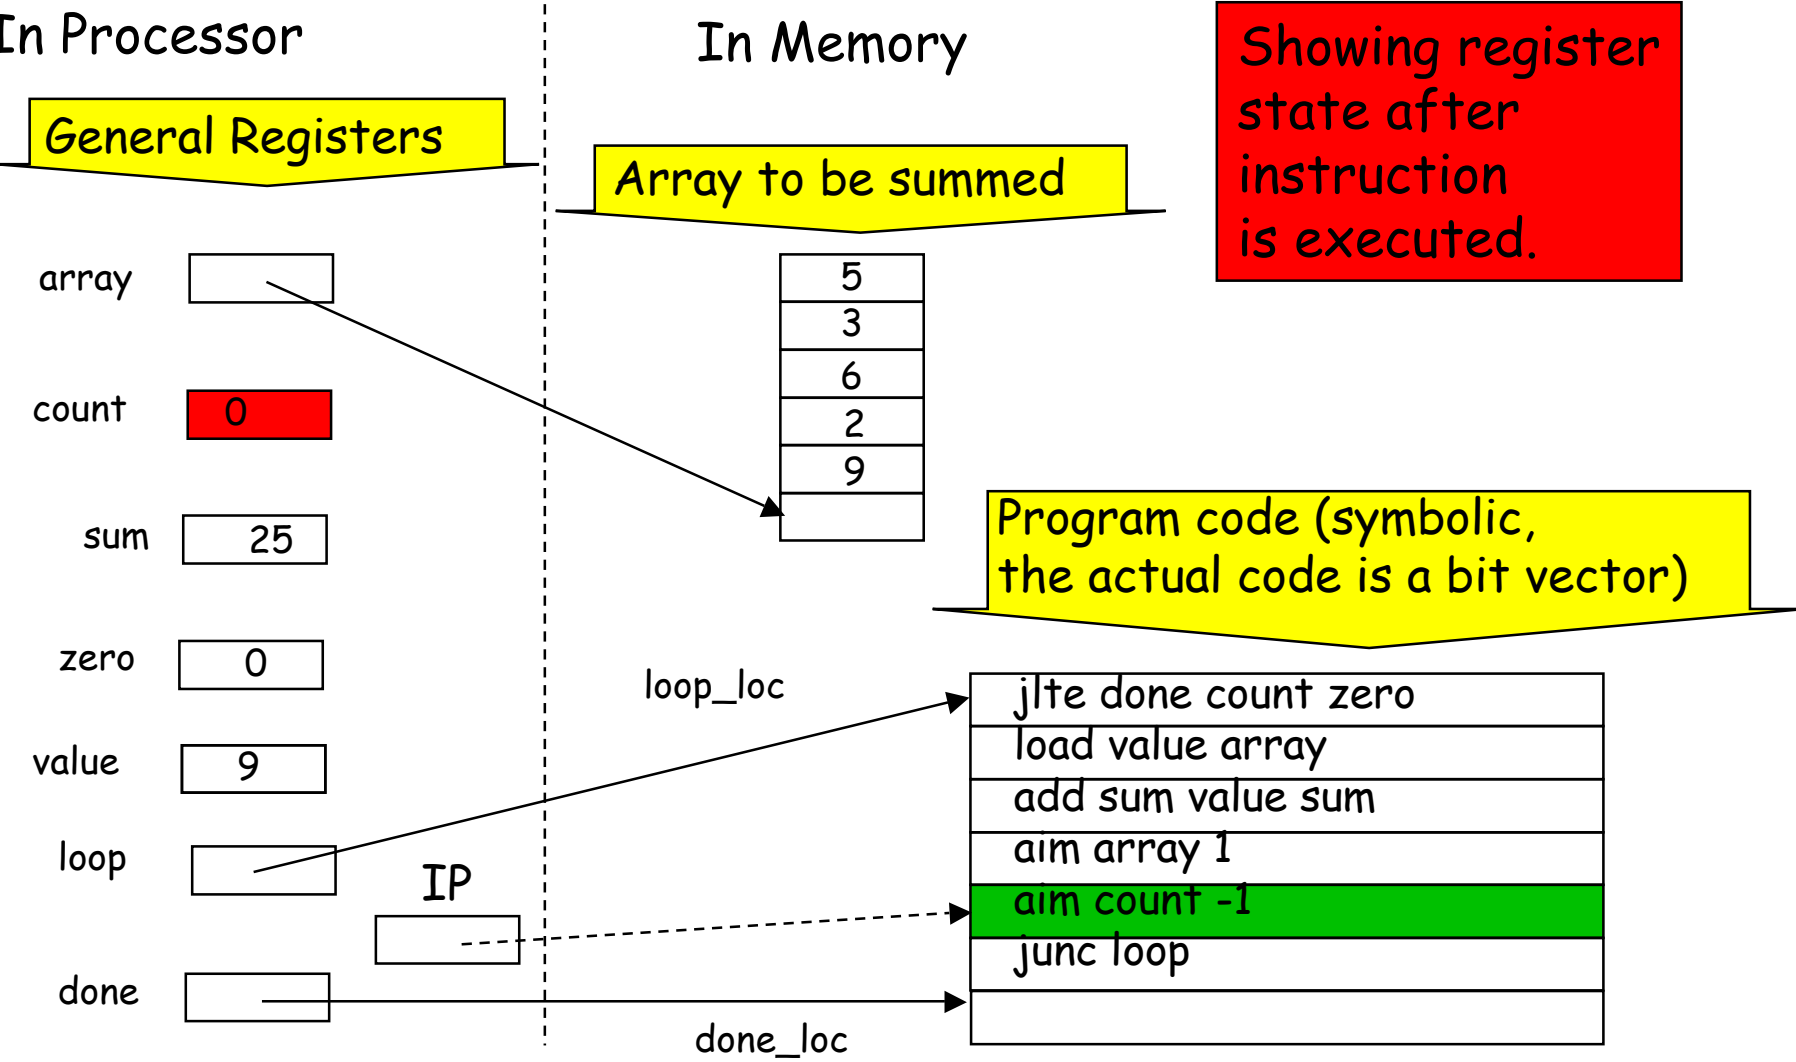 In Processor
In Memory
Showing register
state after
instruction
is executed.
General Registers
Array to be summed
array
count
0
sum
25
zero
0
value
9
loop
IP
done
5
3
6
2
9
Program code (symbolic,
the actual code is a bit vector)
loop_loc
done_loc
jlte done count zero
load value array
add sum value sum
aim array 1
aim count -1
junc loop